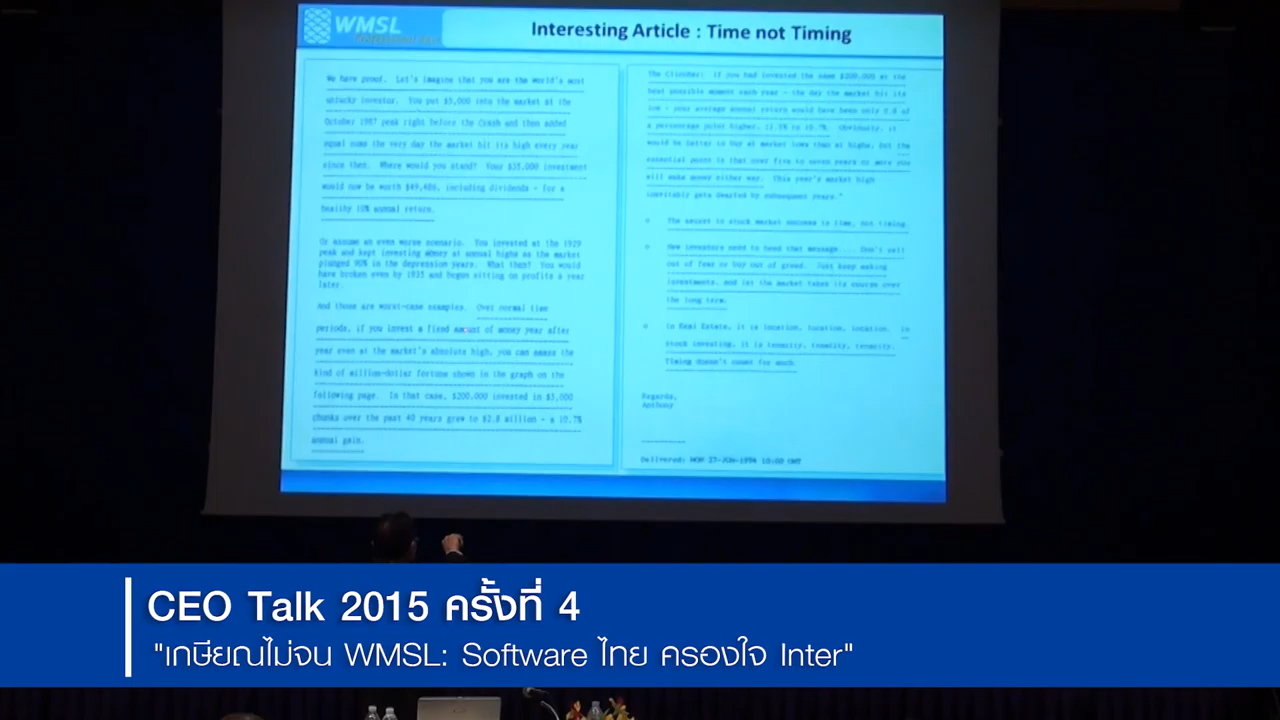 WMSL
Interesting Article : Time not Timing
We have proof. Let's imagine that you are the world's most
unlucky investor. You put $5,000 into the market at the
October 1987 peak right before the Crash and then added
equal sums the very day the market hit its high every year
since then. Where would you stand? Your $35,000 investment
would now be worth $49,486, including dividends - for a
healthy 10% annual return.
Or assume an even worse scenario. You invested at the 1929
peak and kept investing money at annual highs as the market
plunged 90% in the depression years. What then? You would
have broken even by 1935 and begun sitting on profits a year
later.
And those are worst-case examples. Over normal time
periods, if you invest a fixed amount of money year after
year even at the market's absolute high, you can amass the
kind of million-dollar fortune shown in the graph on the
following page. In that case, $200,000 invested in $5,000
chunks over the past 40 years grew to $2.8 million - a 10.7%
annual gain.
The clincher: if you had invested the same $200,000 at the
best possible moment each year - the day the market hit its
low - your average annual return would have been only 0.8 of
a percentage point higher, 11.5% to 10.7%. Obviously, it
would be better to buy at market lows than at highs, but the
essential point is that over five to seven years or more you
will make money either way. This year's market high
inevitably gets dwarfed by subsequent years."
o The secret to stock market success is time, not timing.
o New investors need to heed that message.... Don't sell
out of fear or buy out of greed. Just keep making
investments, and let the market takes its course over
the long term.
o In Real Estate, it is location, location, location. In
stock investing, it is tenacity, tenacity, tenacity.
Timing doesn't count for much.
Regards,
Anthony
Delivered: MON 27-JUN-1994 10:00 GMT
CEO Talk 2015 ครั้งที่ 4
"เกษียณไม่จน WMSL: Software ไทย ครองใจ Inter"